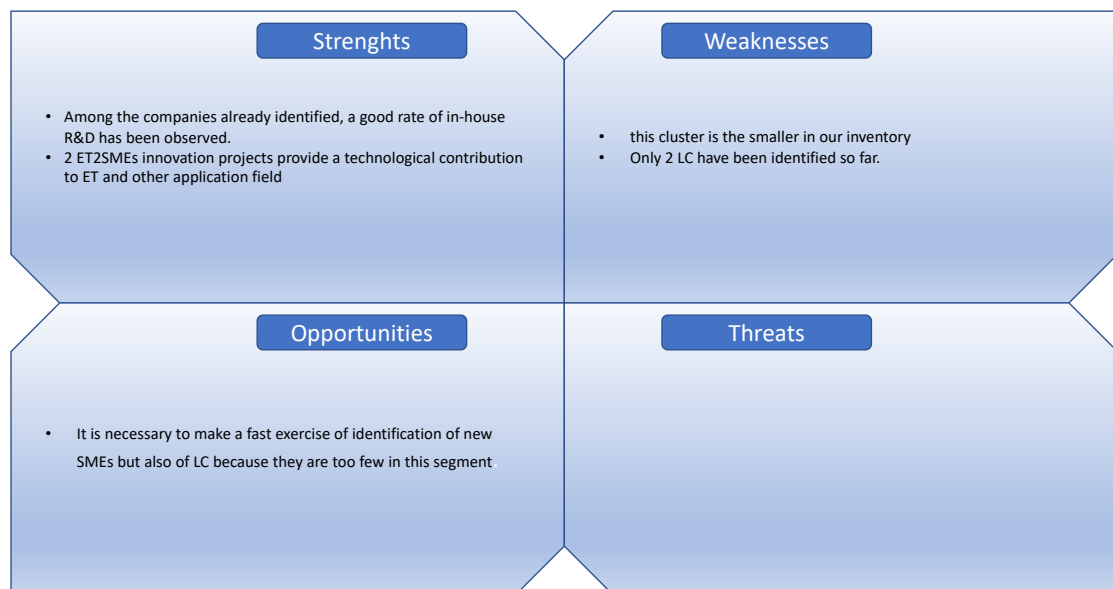 Strenghts
• Among the companies already identified, a good rate of in-house
R&D has been observed.
• 2 ET2SMEs innovation projects provide a technological contribution
to ET and other application field
Weaknesses
• this cluster is the smaller in our inventory
• Only 2 LC have been identified so far.
Opportunities
• It is necessary to make a fast exercise of identification of new
SMEs but also of LC because they are too few in this segment.
Threats